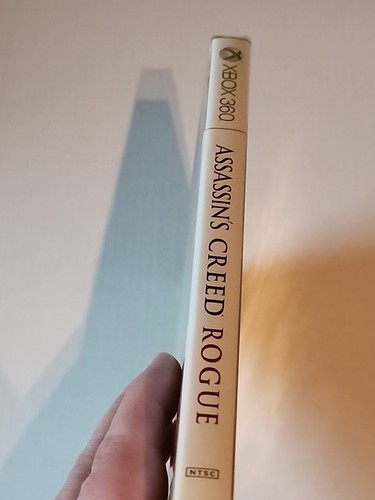 XBOX 360
ASSASSIN'S CREED ROGUE
NTSC